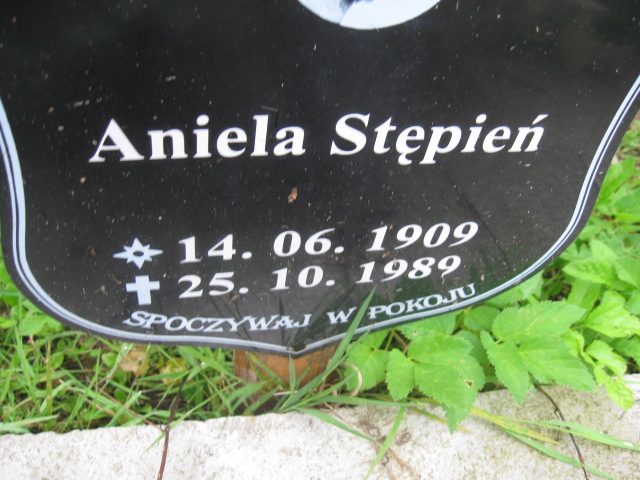 Aniela Stępień
14. 06. 1909
25. 10. 1989
SPOCZYWAJ W POKOJU